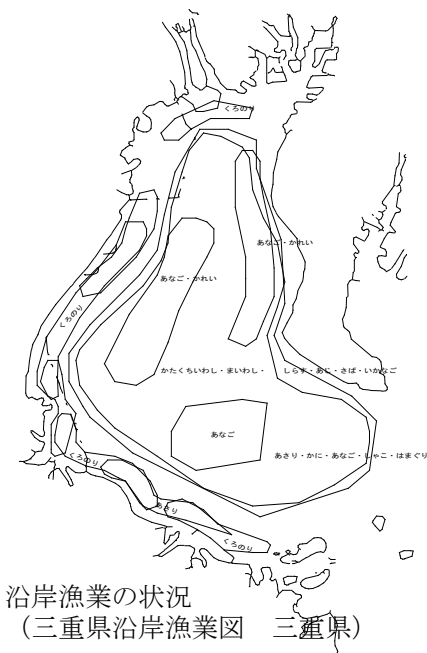 くろのり
あなご・かれい
あなご・かれい
くろのり
かたくちいわし・まいわし・　しらす・あじ・さば・いかなご
あなご
あさり・かに・あなご・しゃこ・はまぐり
くろのり
あさり
くろのり
沿岸漁業の状況
（三重県沿岸漁業図　三重県）